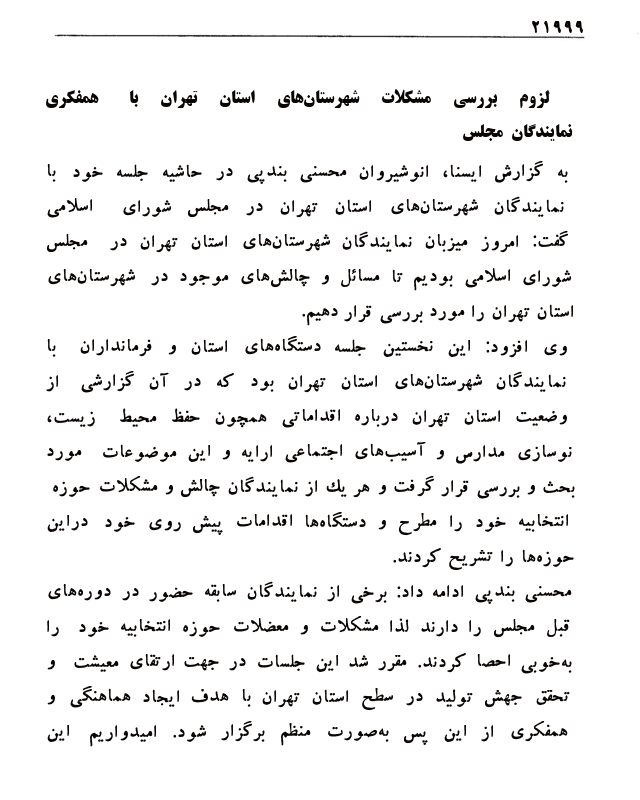 ۲۱۹۹۹
لزوم بررسی مشکلات شهرستان‌های استان تهران با همفکری
نمایندگان مجلس
به گزارش ایسنا، انوشیروان محسنی بندپی در حاشیه جلسه خود با
نمایندگان شهرستان‌های استان تهران در مجلس شورای اسلامی
گفت: امروز میزبان نمایندگان شهرستان‌های استان تهران در مجلس
شورای اسلامی بودیم تا مسائل و چالش‌های موجود در شهرستان‌های
استان تهران را مورد بررسی قرار دهیم.
وی افزود: این نخستین جلسه دستگاه‌های استان و فرمانداران با
نمایندگان شهرستان‌های استان تهران بود که در آن گزارشی از
وضعیت استان تهران درباره اقداماتی همچون حفظ محیط زیست،
نوسازی مدارس و آسیب‌های اجتماعی ارایه و این موضوعات مورد
بحث و بررسی قرار گرفت و هر یك از نمایندگان چالش و مشکلات حوزه
انتخابیه خود را مطرح و دستگاه‌ها اقدامات پیش روی خود دراین
حوزه‌ها را تشریح کردند.
محسنی بندپی ادامه داد: برخی از نمایندگان سابقه حضور در دوره‌های
قبل مجلس را دارند لذا مشکلات و معضلات حوزه انتخابیه خود را
به‌خوبی احصا کردند. مقرر شد این جلسات در جهت ارتقای معیشت و
تحقق جهش تولید در سطح استان تهران با هدف ایجاد هماهنگی و
همفکری از این پس به‌صورت منظم برگزار شود. امیدواریم این